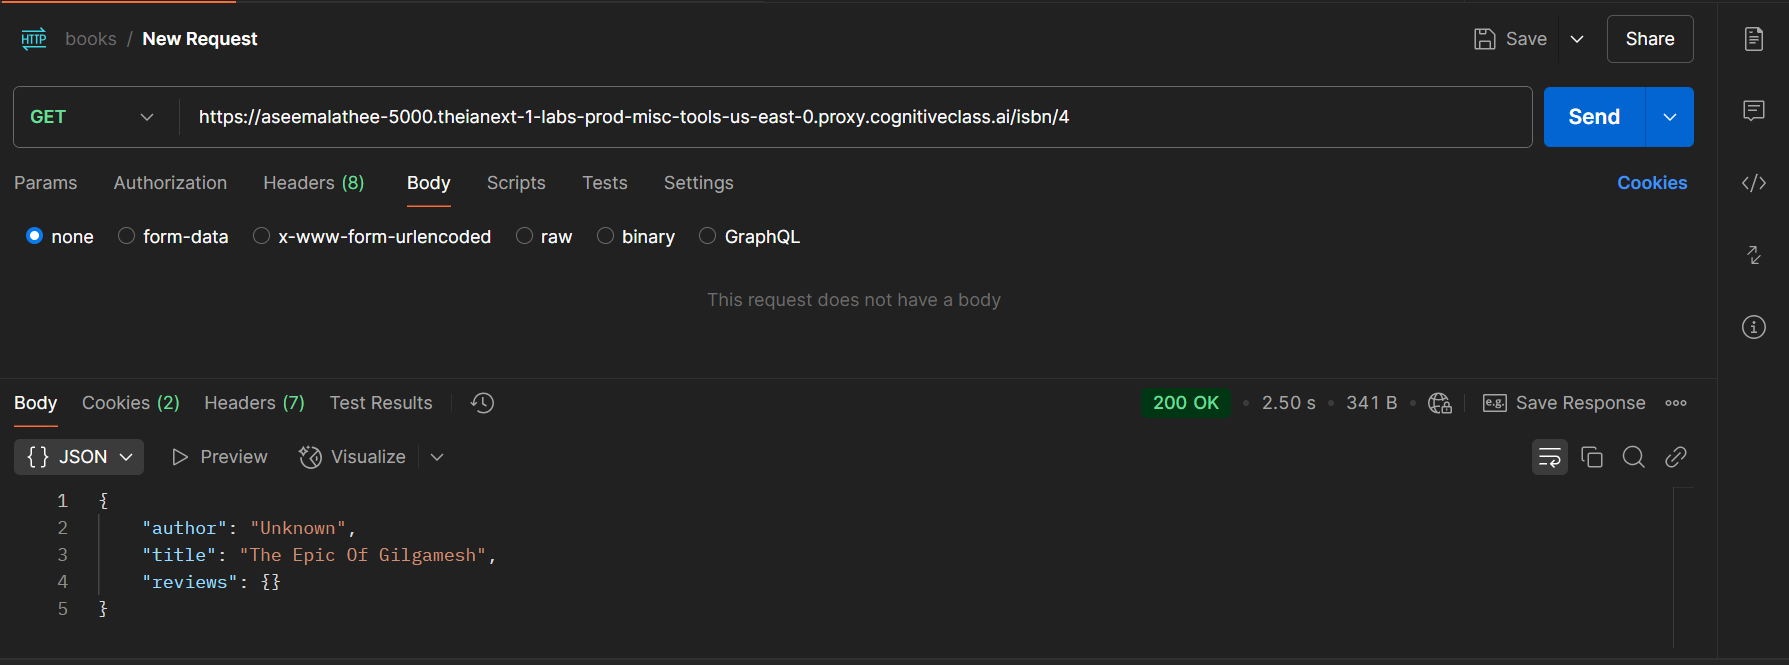 HTTP books / New Request Save Share
GET https://aseemalathee-5000.theianext-1-labs-prod-misc-tools-us-east-0.proxy.cognitiveclass.ai/isbn/4 Send
Params Authorization Headers (8) Body Scripts Tests Settings Cookies
none form-data x-www-form-urlencoded raw binary GraphQL
This request does not have a body
Body Cookies (2) Headers (7) Test Results 200 OK • 2.50 s • 341 B • e.g. Save Response
{} JSON Preview Visualize
1 {
2 "author": "Unknown",
3 "title": "The Epic Of Gilgamesh",
4 "reviews": {}
5 }